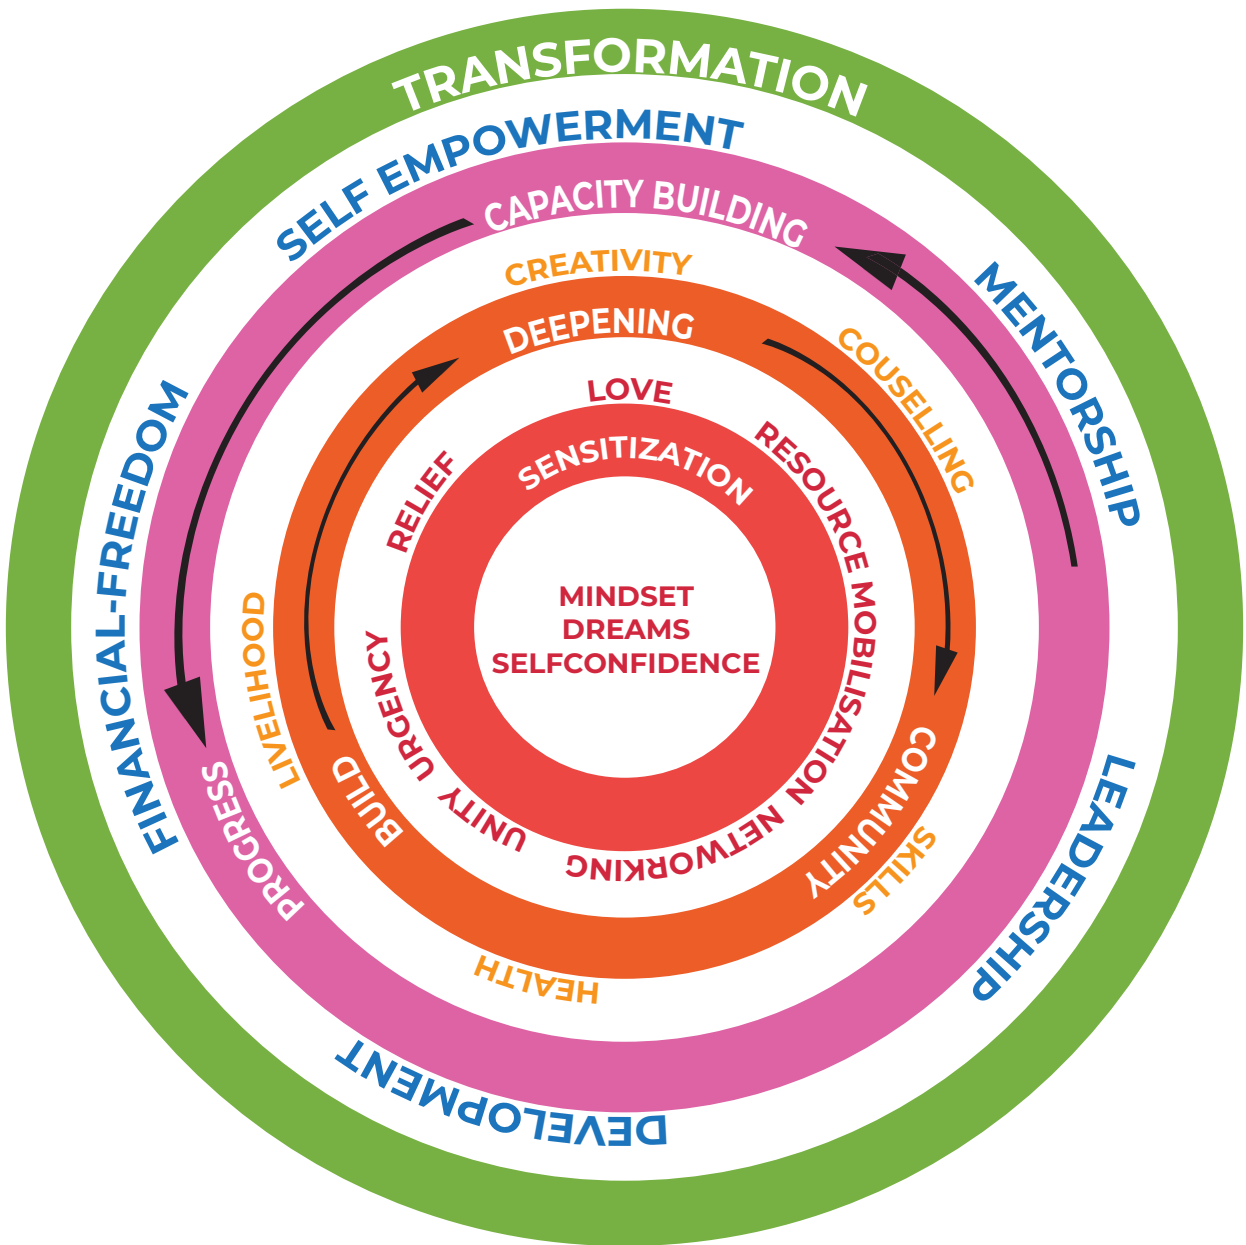 TRANSFORMATION
SELF EMPOWERMENT
MENTORSHIP
LEADERSHIP
DEVELOPMENT
FINANCIAL-FREEDOM
CAPACITY BUILDING
PROGRESS
CREATIVITY
COUSELLING
SKILLS
HEALTH
LIVELIHOOD
DEEPENING
COMMUNITY
BUILD
LOVE
RESOURCE MOBILISATION
NETWORKING
UNITY
URGENCY
RELIEF
SENSITIZATION
MINDSET
DREAMS
SELFCONFIDENCE